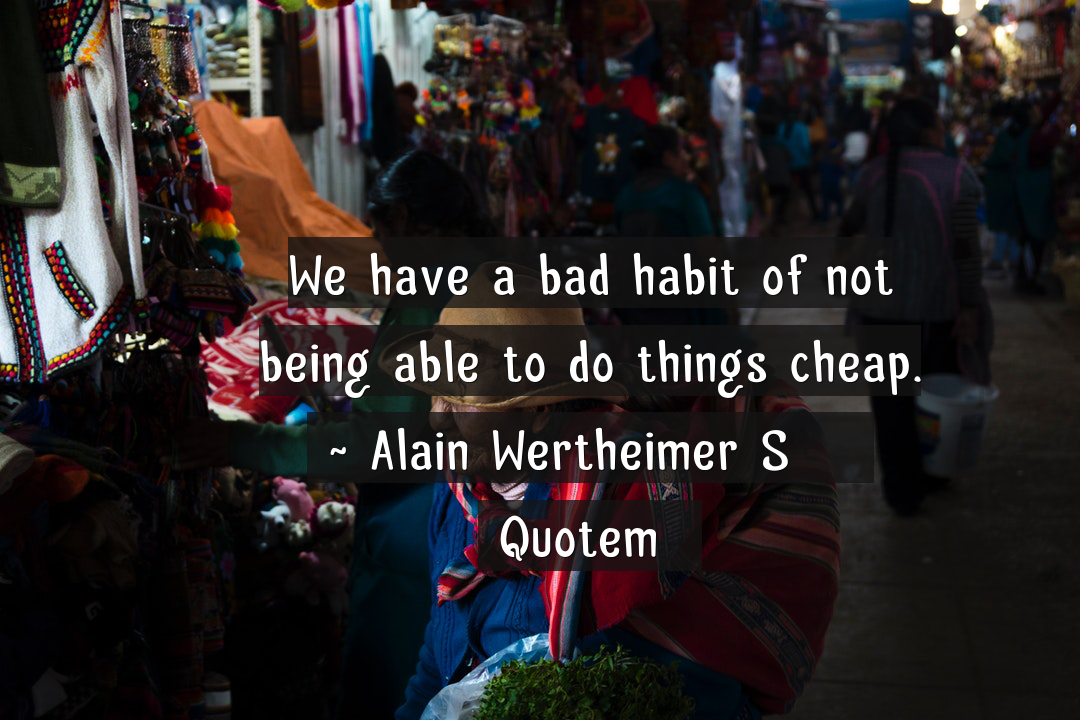 We have a bad habit of not
being able to do things cheap.
~ Alain Wertheimer S
Quotem